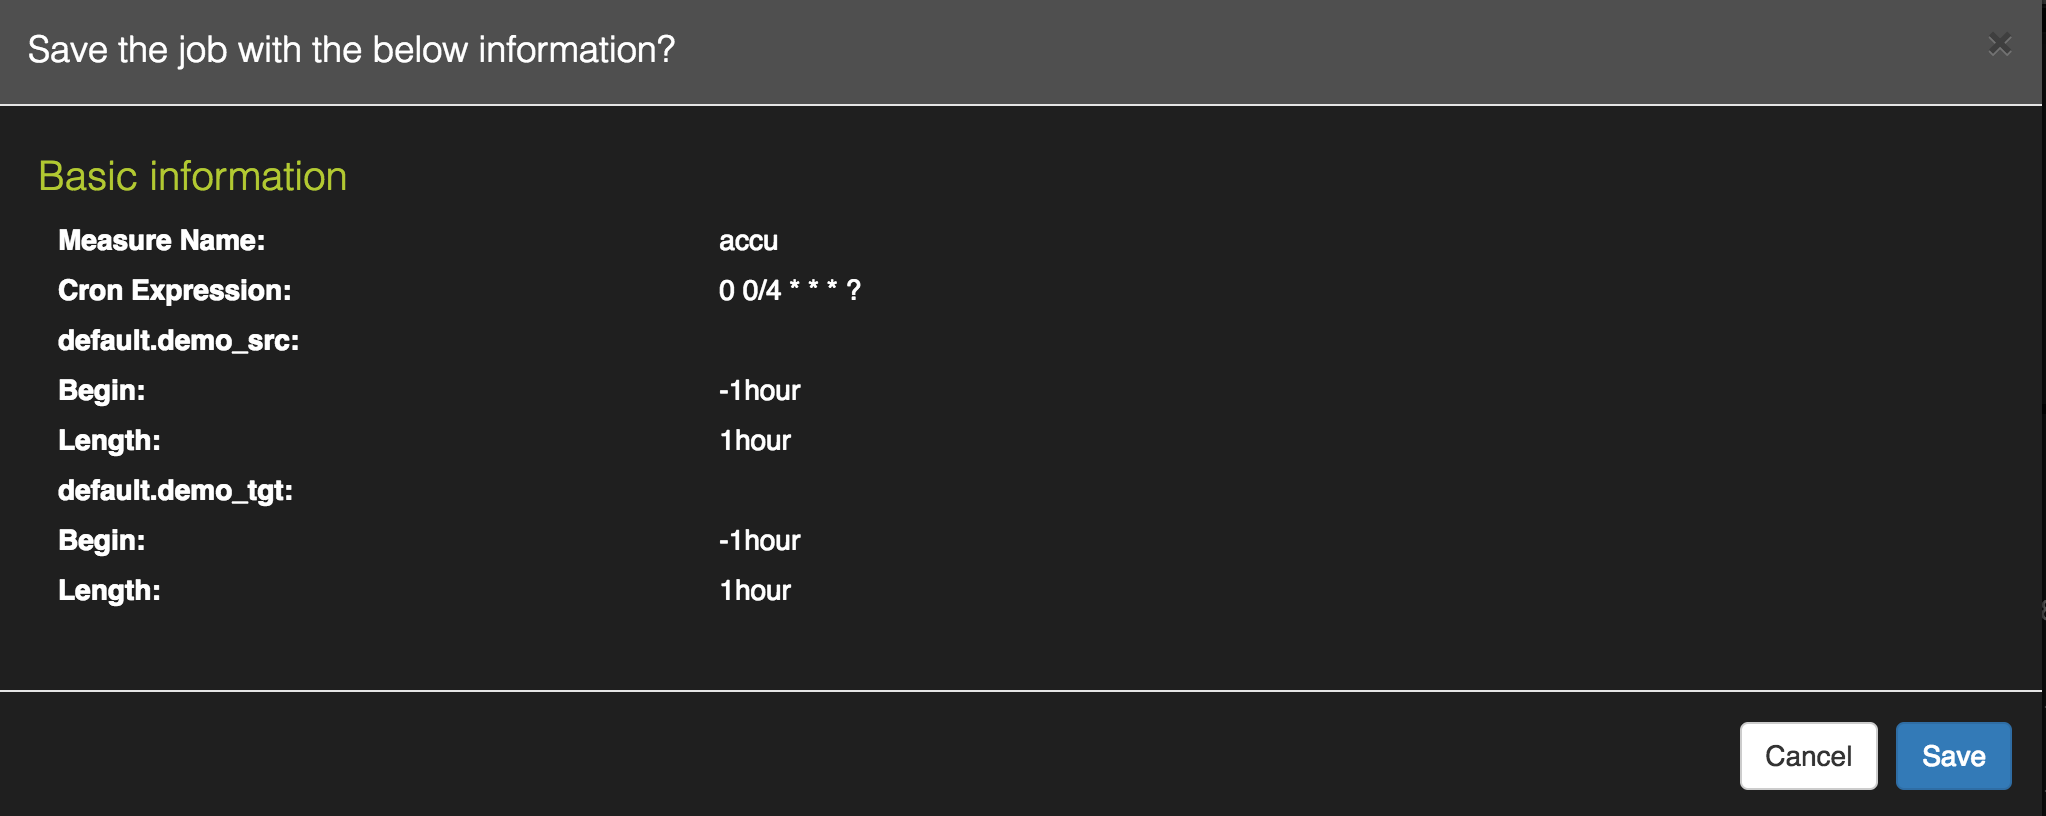 Save the job with the below information?
Basic information
Measure Name: accu
Cron Expression: 0 0/4 * * * ?
default.demo_src:
Begin: -1hour
Length: 1hour
default.demo_tgt:
Begin: -1hour
Length: 1hour
Cancel Save